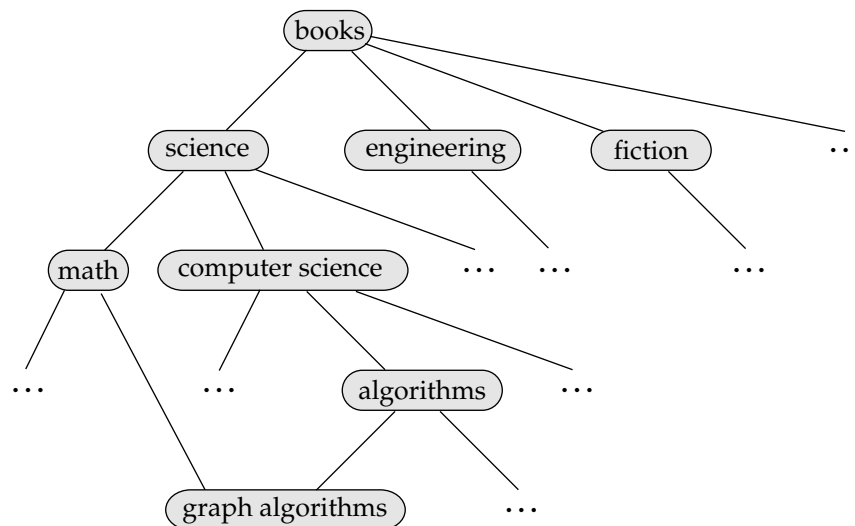 books
science engineering fiction ..
math computer science ... ... ...
... ... algorithms ...
graph algorithms ...